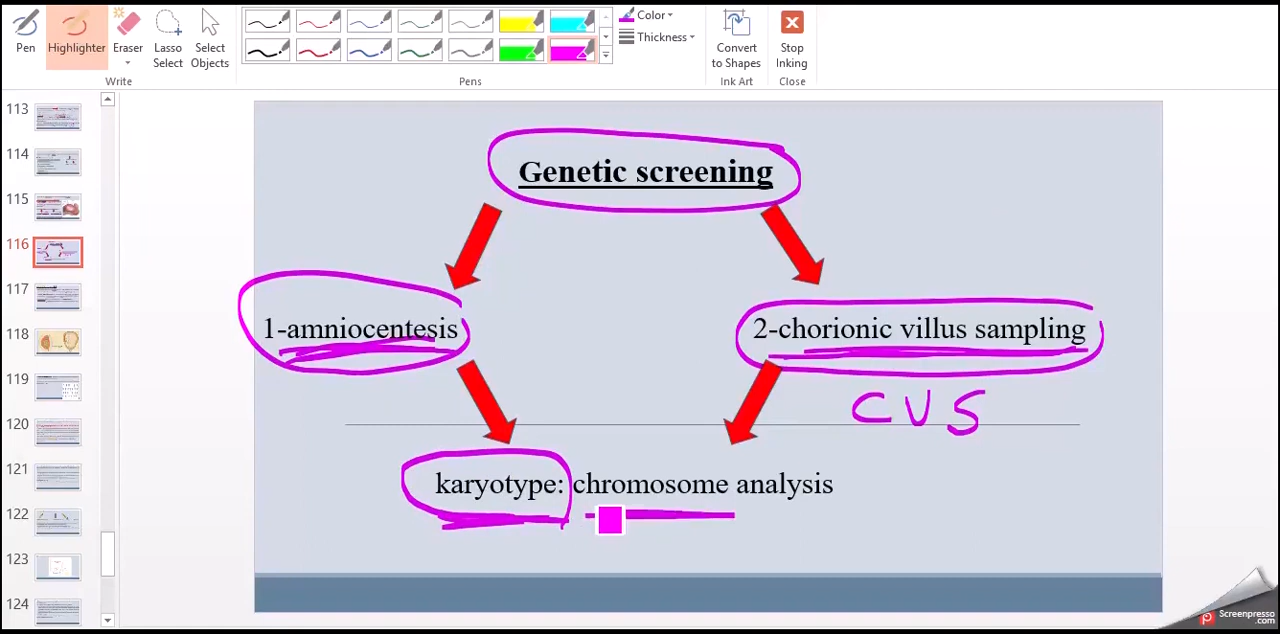 Pen
Highlighter
Eraser
Lasso
Select
Select
Objects
Write
Pens
Color
Thickness
Convert
to Shapes
Ink Art
Stop
Inking
Close
113
114
115
116
117
118
119
120
121
122
123
124
Genetic screening
1-amniocentesis
2-chorionic villus sampling
CVS
karyotype: chromosome analysis
Screenpresso
.com